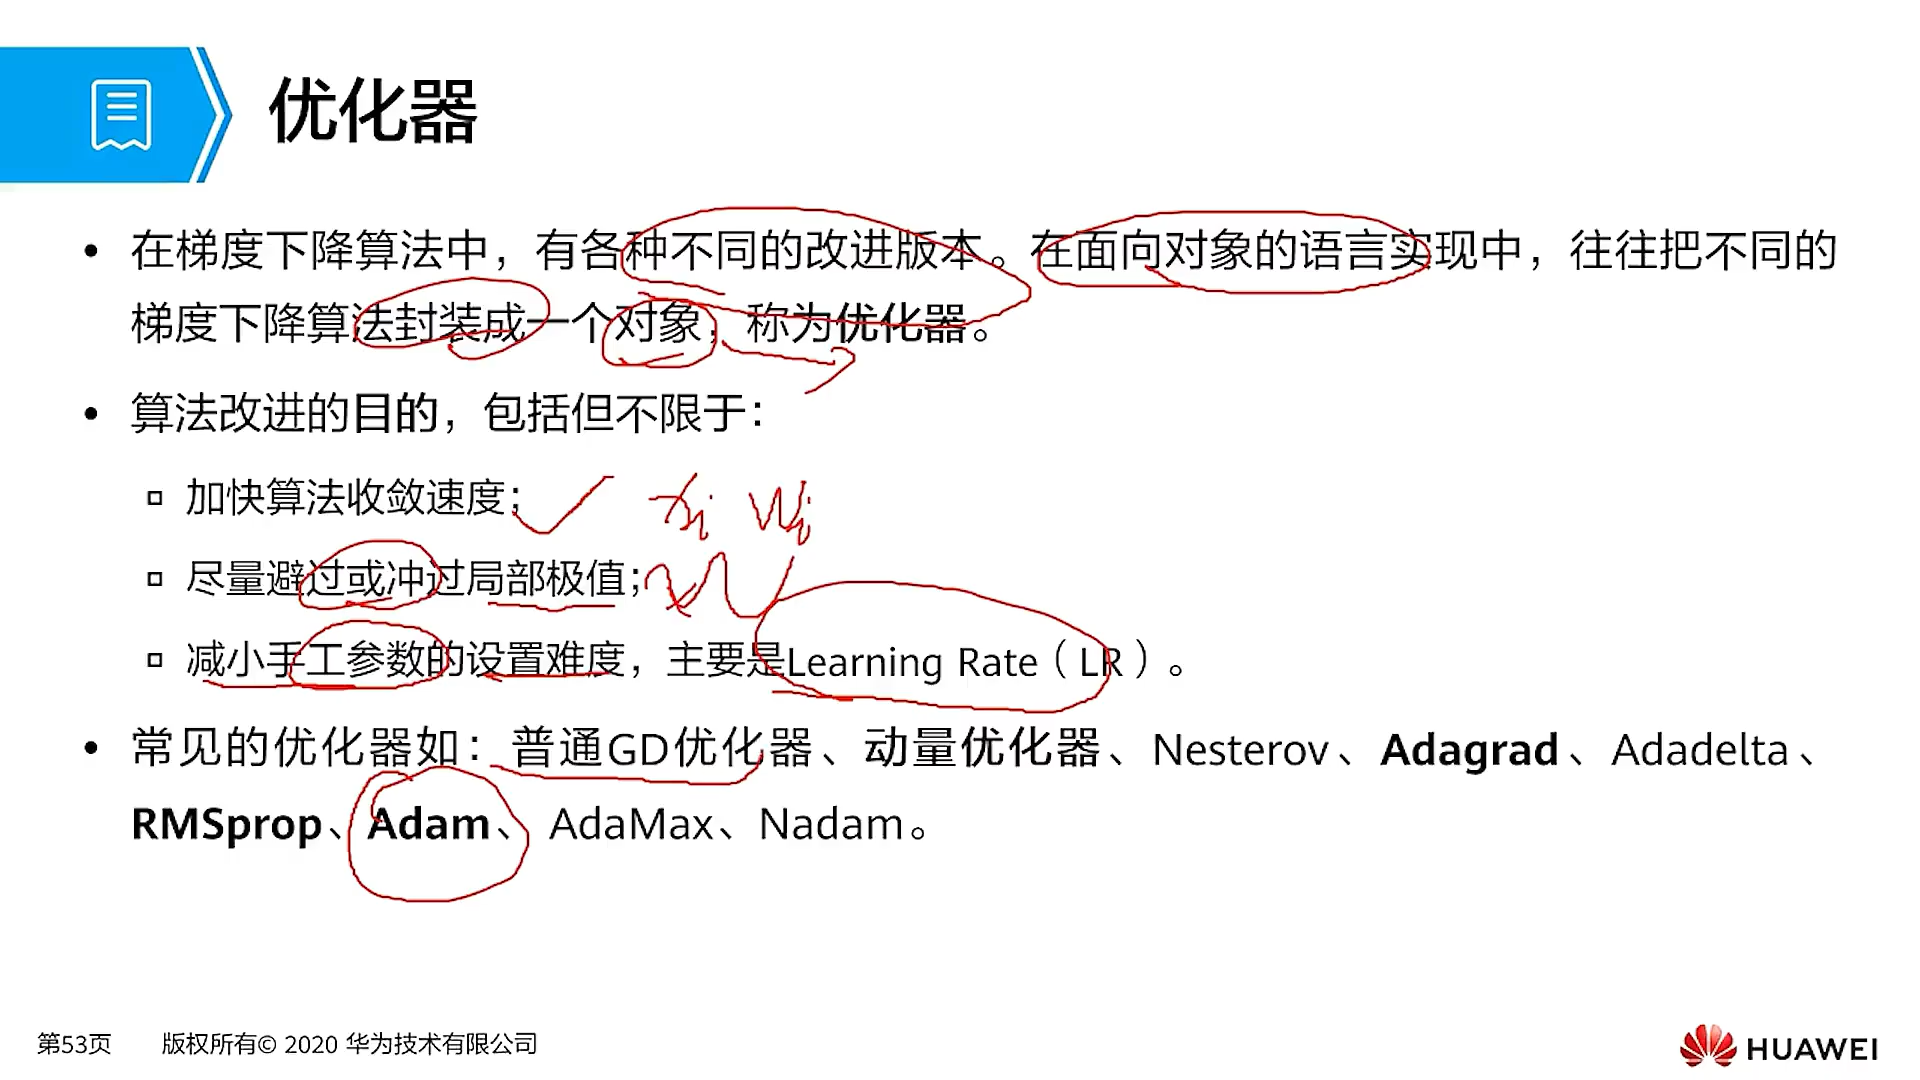 优化器
• 在梯度下降算法中，有各种不同的改进版本。在面向对象的语言实现中，往往把不同的
梯度下降算法封装成一个对象，称为优化器。
• 算法改进的目的，包括但不限于：
▫ 加快算法收敛速度；
▫ 尽量避过或冲过局部极值；
▫ 减小手工参数的设置难度，主要是Learning Rate（LR）。
• 常见的优化器如：普通GD优化器、动量优化器、Nesterov、Adagrad、Adadelta、
RMSprop、Adam、 AdaMax、Nadam。
第53页 版权所有© 2020 华为技术有限公司
HUAWEI